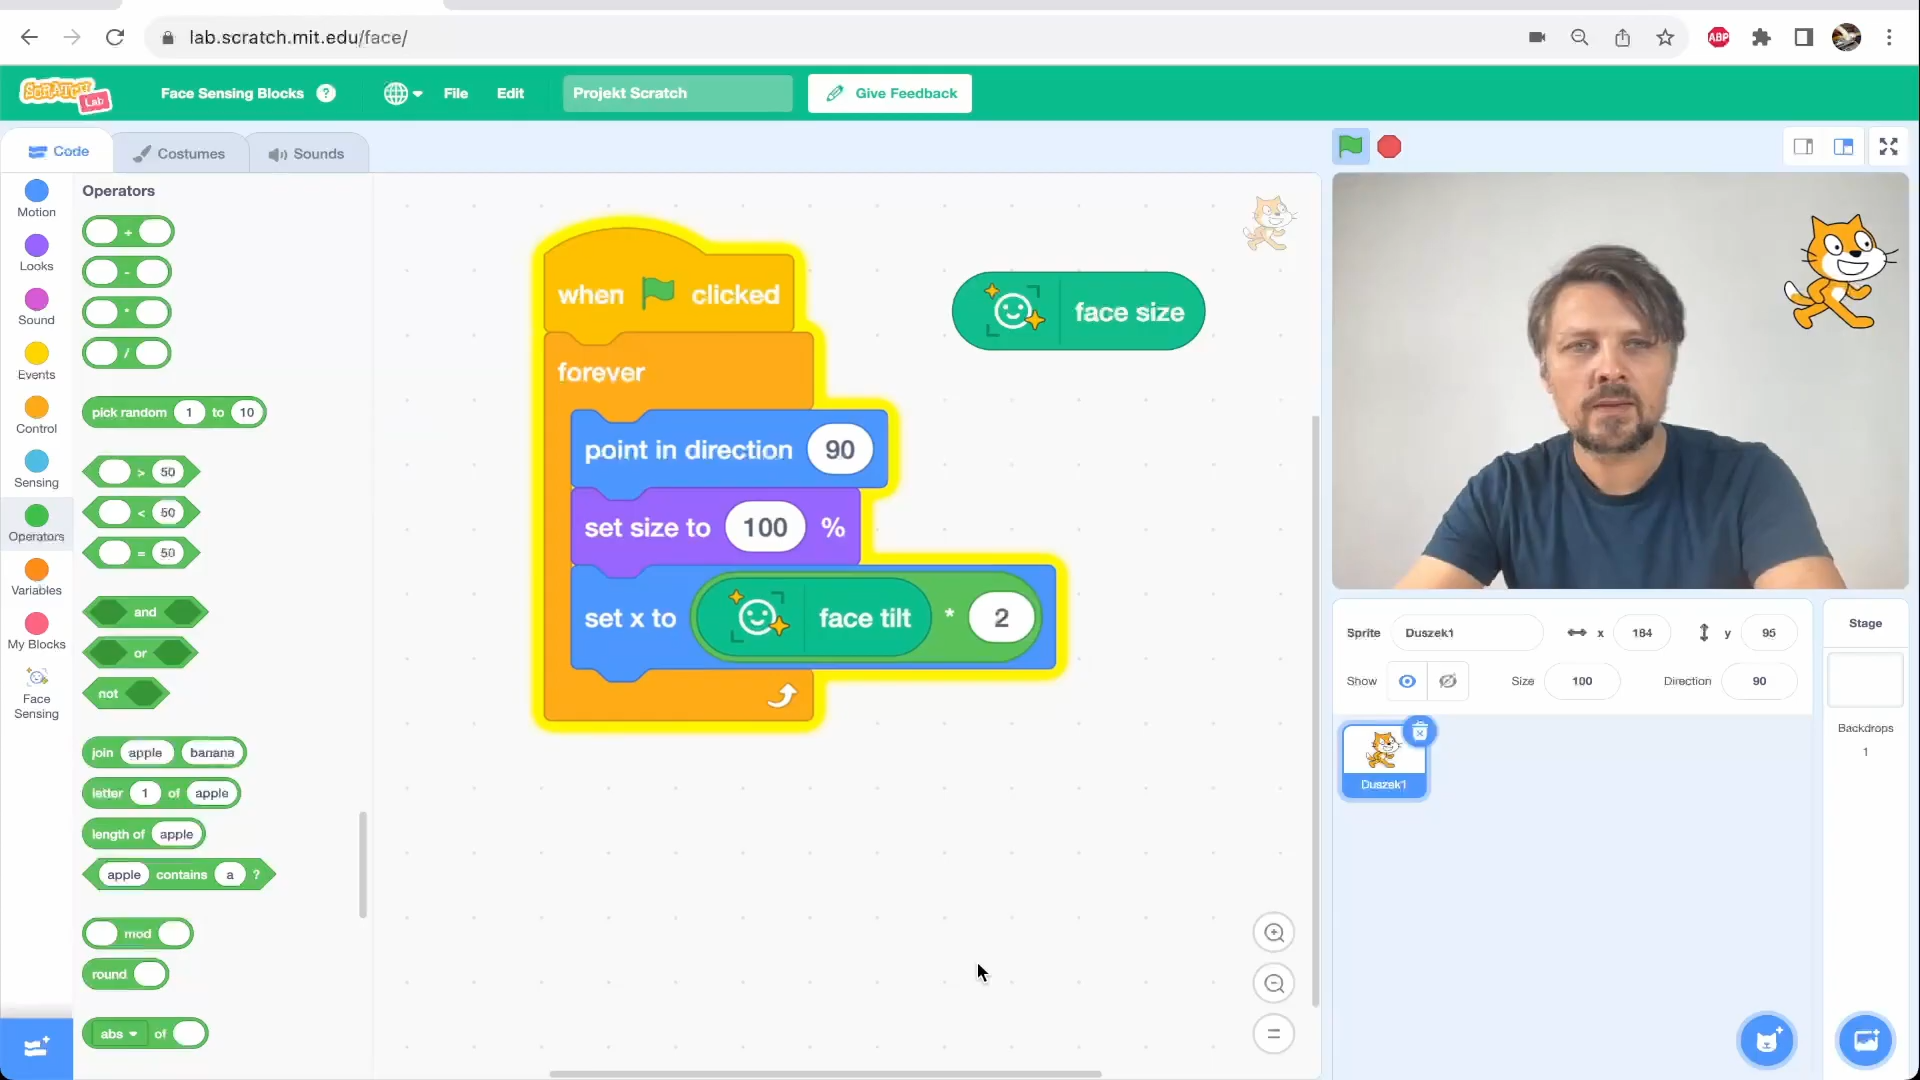 lab.scratch.mit.edu/face/
ABP
SCRATCH
Lab
Face Sensing Blocks ?
File
Edit
Projekt Scratch
Give Feedback
Code
Costumes
Sounds
Motion
Looks
Sound
Events
Control
Sensing
Operators
Variables
My Blocks
Face
Sensing
Operators
+
-
*
/
pick random 1 to 10
> 50
< 50
= 50
and
or
not
join apple banana
letter 1 of apple
length of apple
apple contains a ?
mod
round
abs of
when clicked
forever
point in direction 90
set size to 100 %
set x to face tilt * 2
face size
Sprite Duszek1 x 184 y 95
Show Size 100 Direction 90
Duszek1
Stage
Backdrops
1